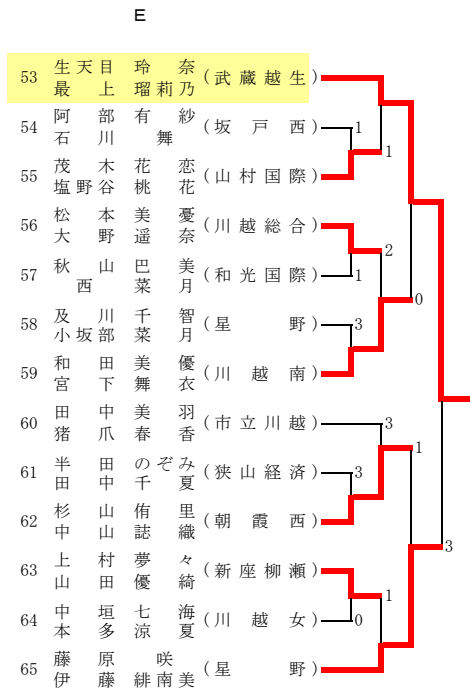 E
53 生天目 玲奈 (武蔵越生)
最上 瑠莉乃
54 阿部 有紗 (坂戸西) 1
石川 舞
1
55 茂木 花恋 (山村国際)
塩野谷 桃花
56 松本 美憂 (川越総合)
大野 遥奈
2
57 秋山 巴美 (和光国際) 1
西 菜月
0
58 及川 千智 (星野) 3
小坂部 菜月
59 和田 美優 (川越南)
宮下 舞衣
60 田中 美羽 (市立川越) 3
猪爪 春香
1
61 半田 のぞみ (狭山経済) 3
田中 千夏
62 杉山 侑里 (朝霞西)
中山 誌織
3
63 上村 夢々 (新座柳瀬)
山田 優綺
1
64 中垣 七海 (川越女) 0
本多 涼夏
65 藤原 咲 (星野)
伊藤 緋南美